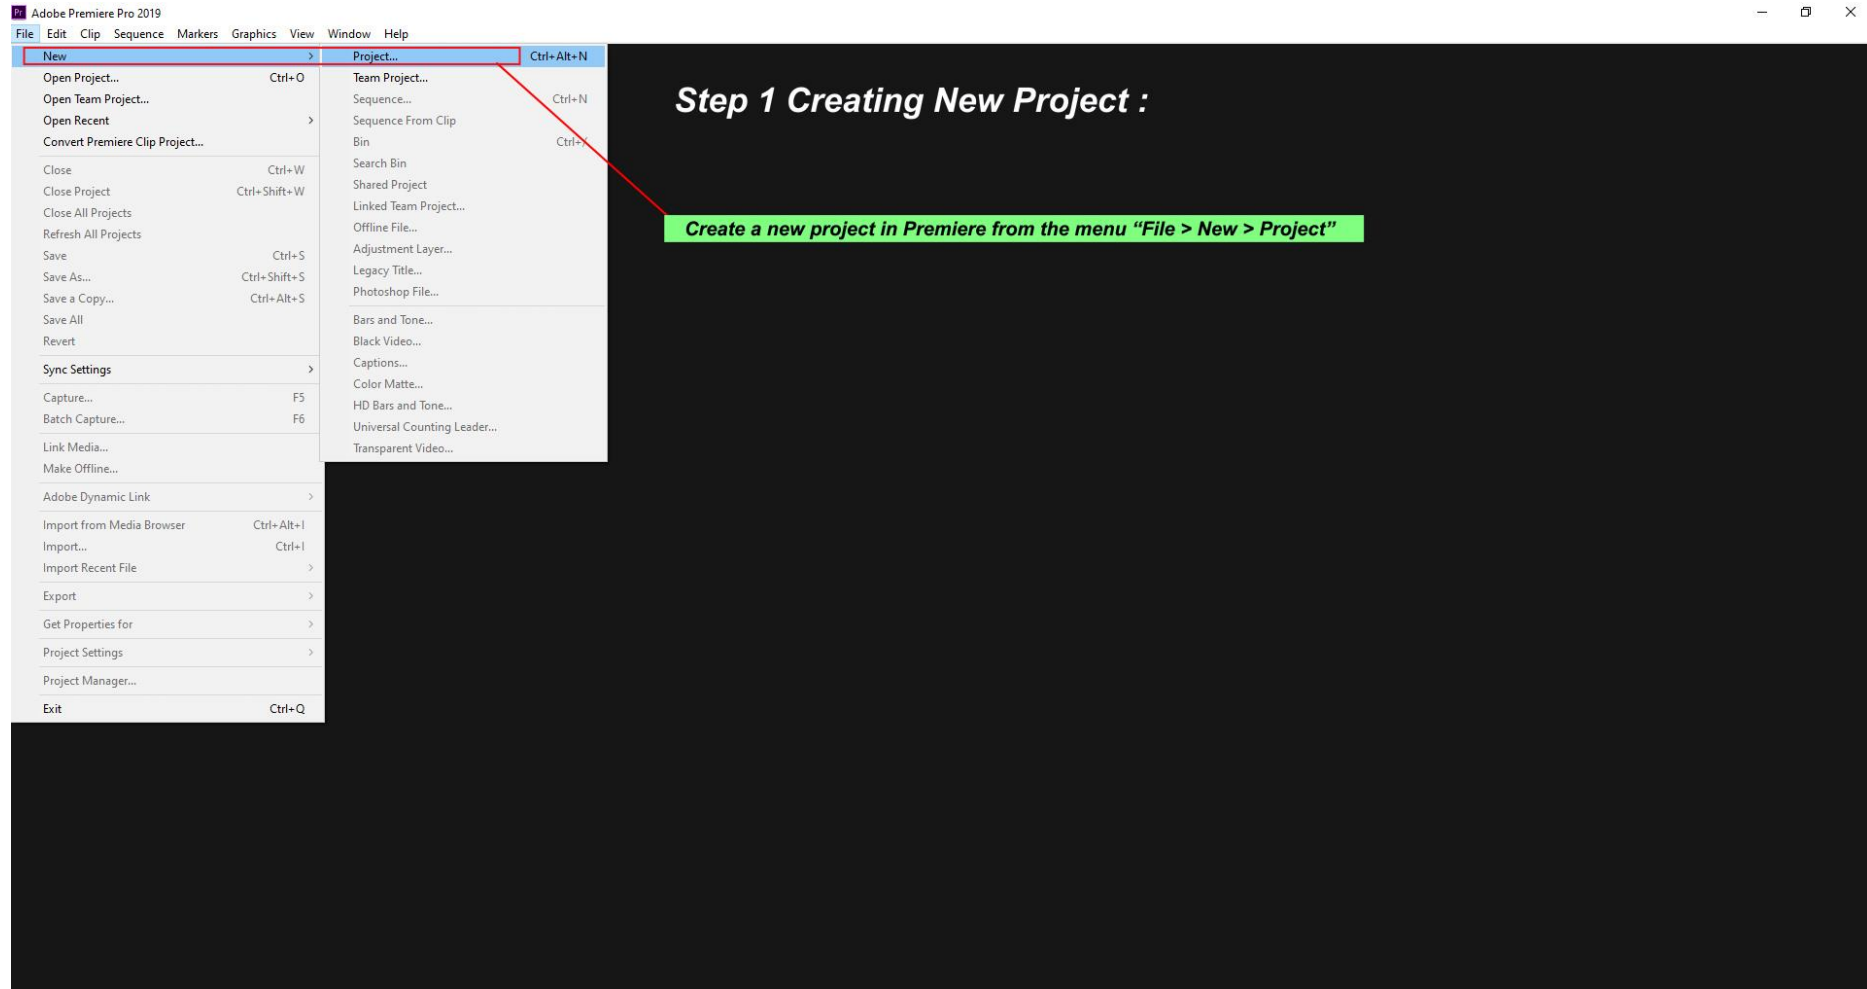 Pr Adobe Premiere Pro 2019
File Edit Clip Sequence Markers Graphics View Window Help
New
Open Project... Ctrl+O
Open Team Project...
Open Recent
Convert Premiere Clip Project...
Close Ctrl+W
Close Project Ctrl+Shift+W
Close All Projects
Refresh All Projects
Save Ctrl+S
Save As... Ctrl+Shift+S
Save a Copy... Ctrl+Alt+S
Save All
Revert
Sync Settings
Capture... F5
Batch Capture... F6
Link Media...
Make Offline...
Adobe Dynamic Link
Import from Media Browser Ctrl+Alt+I
Import... Ctrl+I
Import Recent File
Export
Get Properties for
Project Settings
Project Manager...
Exit Ctrl+Q
Project... Ctrl+Alt+N
Team Project...
Sequence... Ctrl+N
Sequence From Clip
Bin Ctrl+/
Search Bin
Shared Project
Linked Team Project...
Offline File...
Adjustment Layer...
Legacy Title...
Photoshop File...
Bars and Tone...
Black Video...
Captions...
Color Matte...
HD Bars and Tone...
Universal Counting Leader...
Transparent Video...
Step 1 Creating New Project :
Create a new project in Premiere from the menu “File > New > Project”